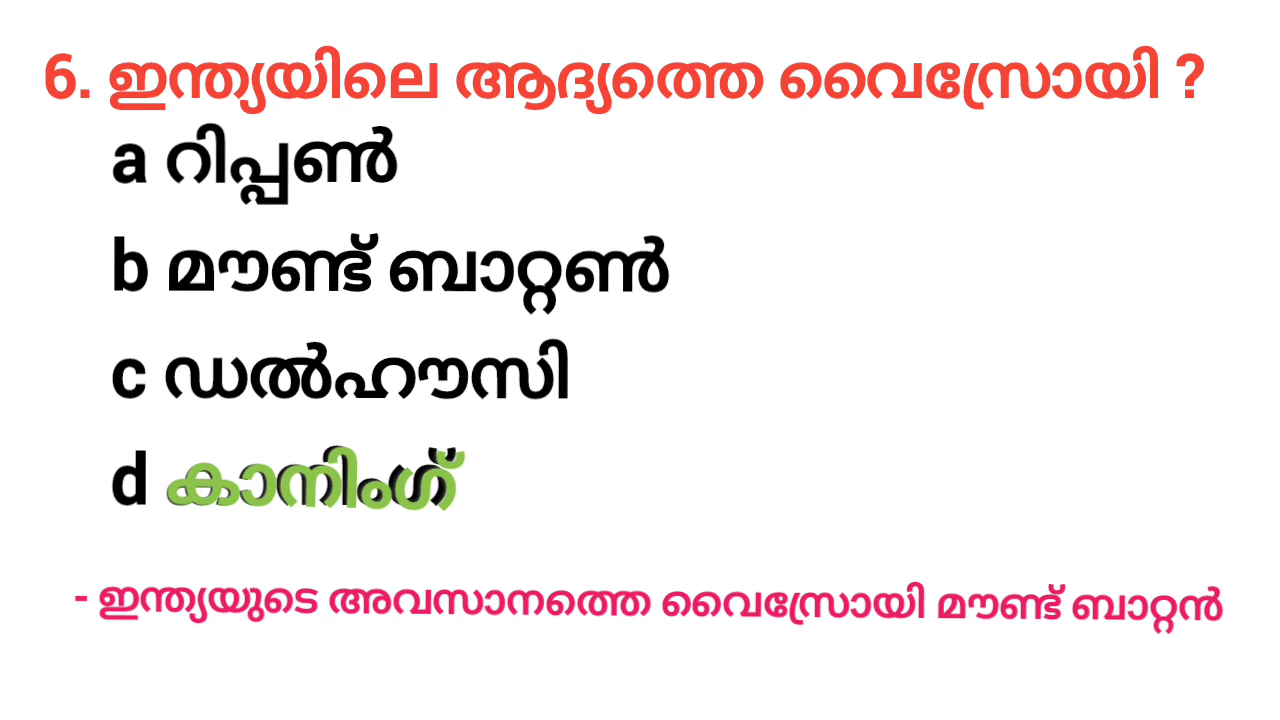 6. ഇന്ത്യയിലെ ആദ്യത്തെ വൈസ്രോയി ?
a റിപ്പൺ
b മൗണ്ട് ബാറ്റൺ
c ഡൽഹൗസി
d കാനിംഗ്
- ഇന്ത്യയുടെ അവസാനത്തെ വൈസ്രോയി മൗണ്ട് ബാറ്റൻ